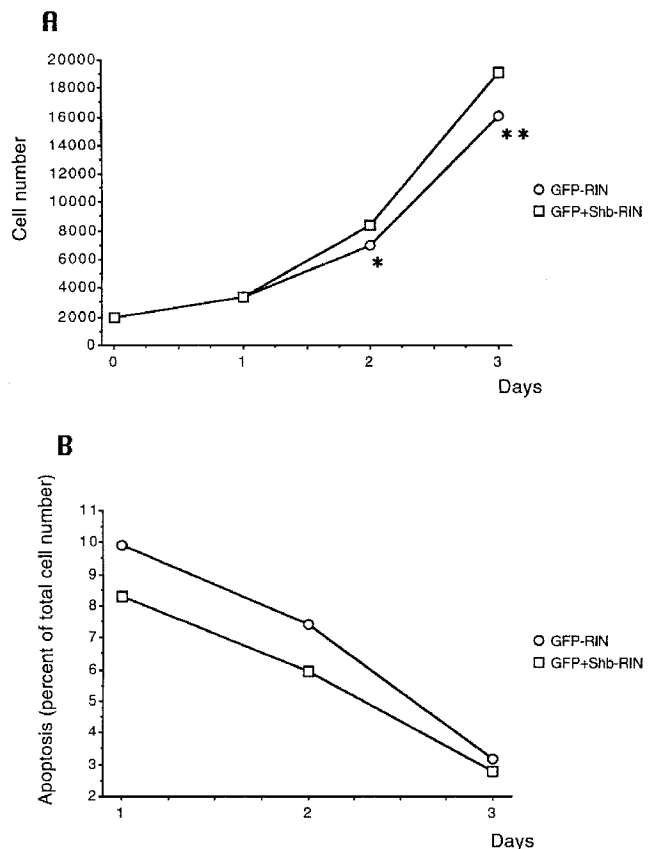 A
Cell number
20000
18000
16000
14000
12000
10000
8000
6000
4000
2000
0
0 1 2 3
Days
* **
GFP-RIN
GFP+Shb-RIN
B
Apoptosis (percent of total cell number)
11
10
9
8
7
6
5
4
3
2
1 2 3
Days
GFP-RIN
GFP+Shb-RIN